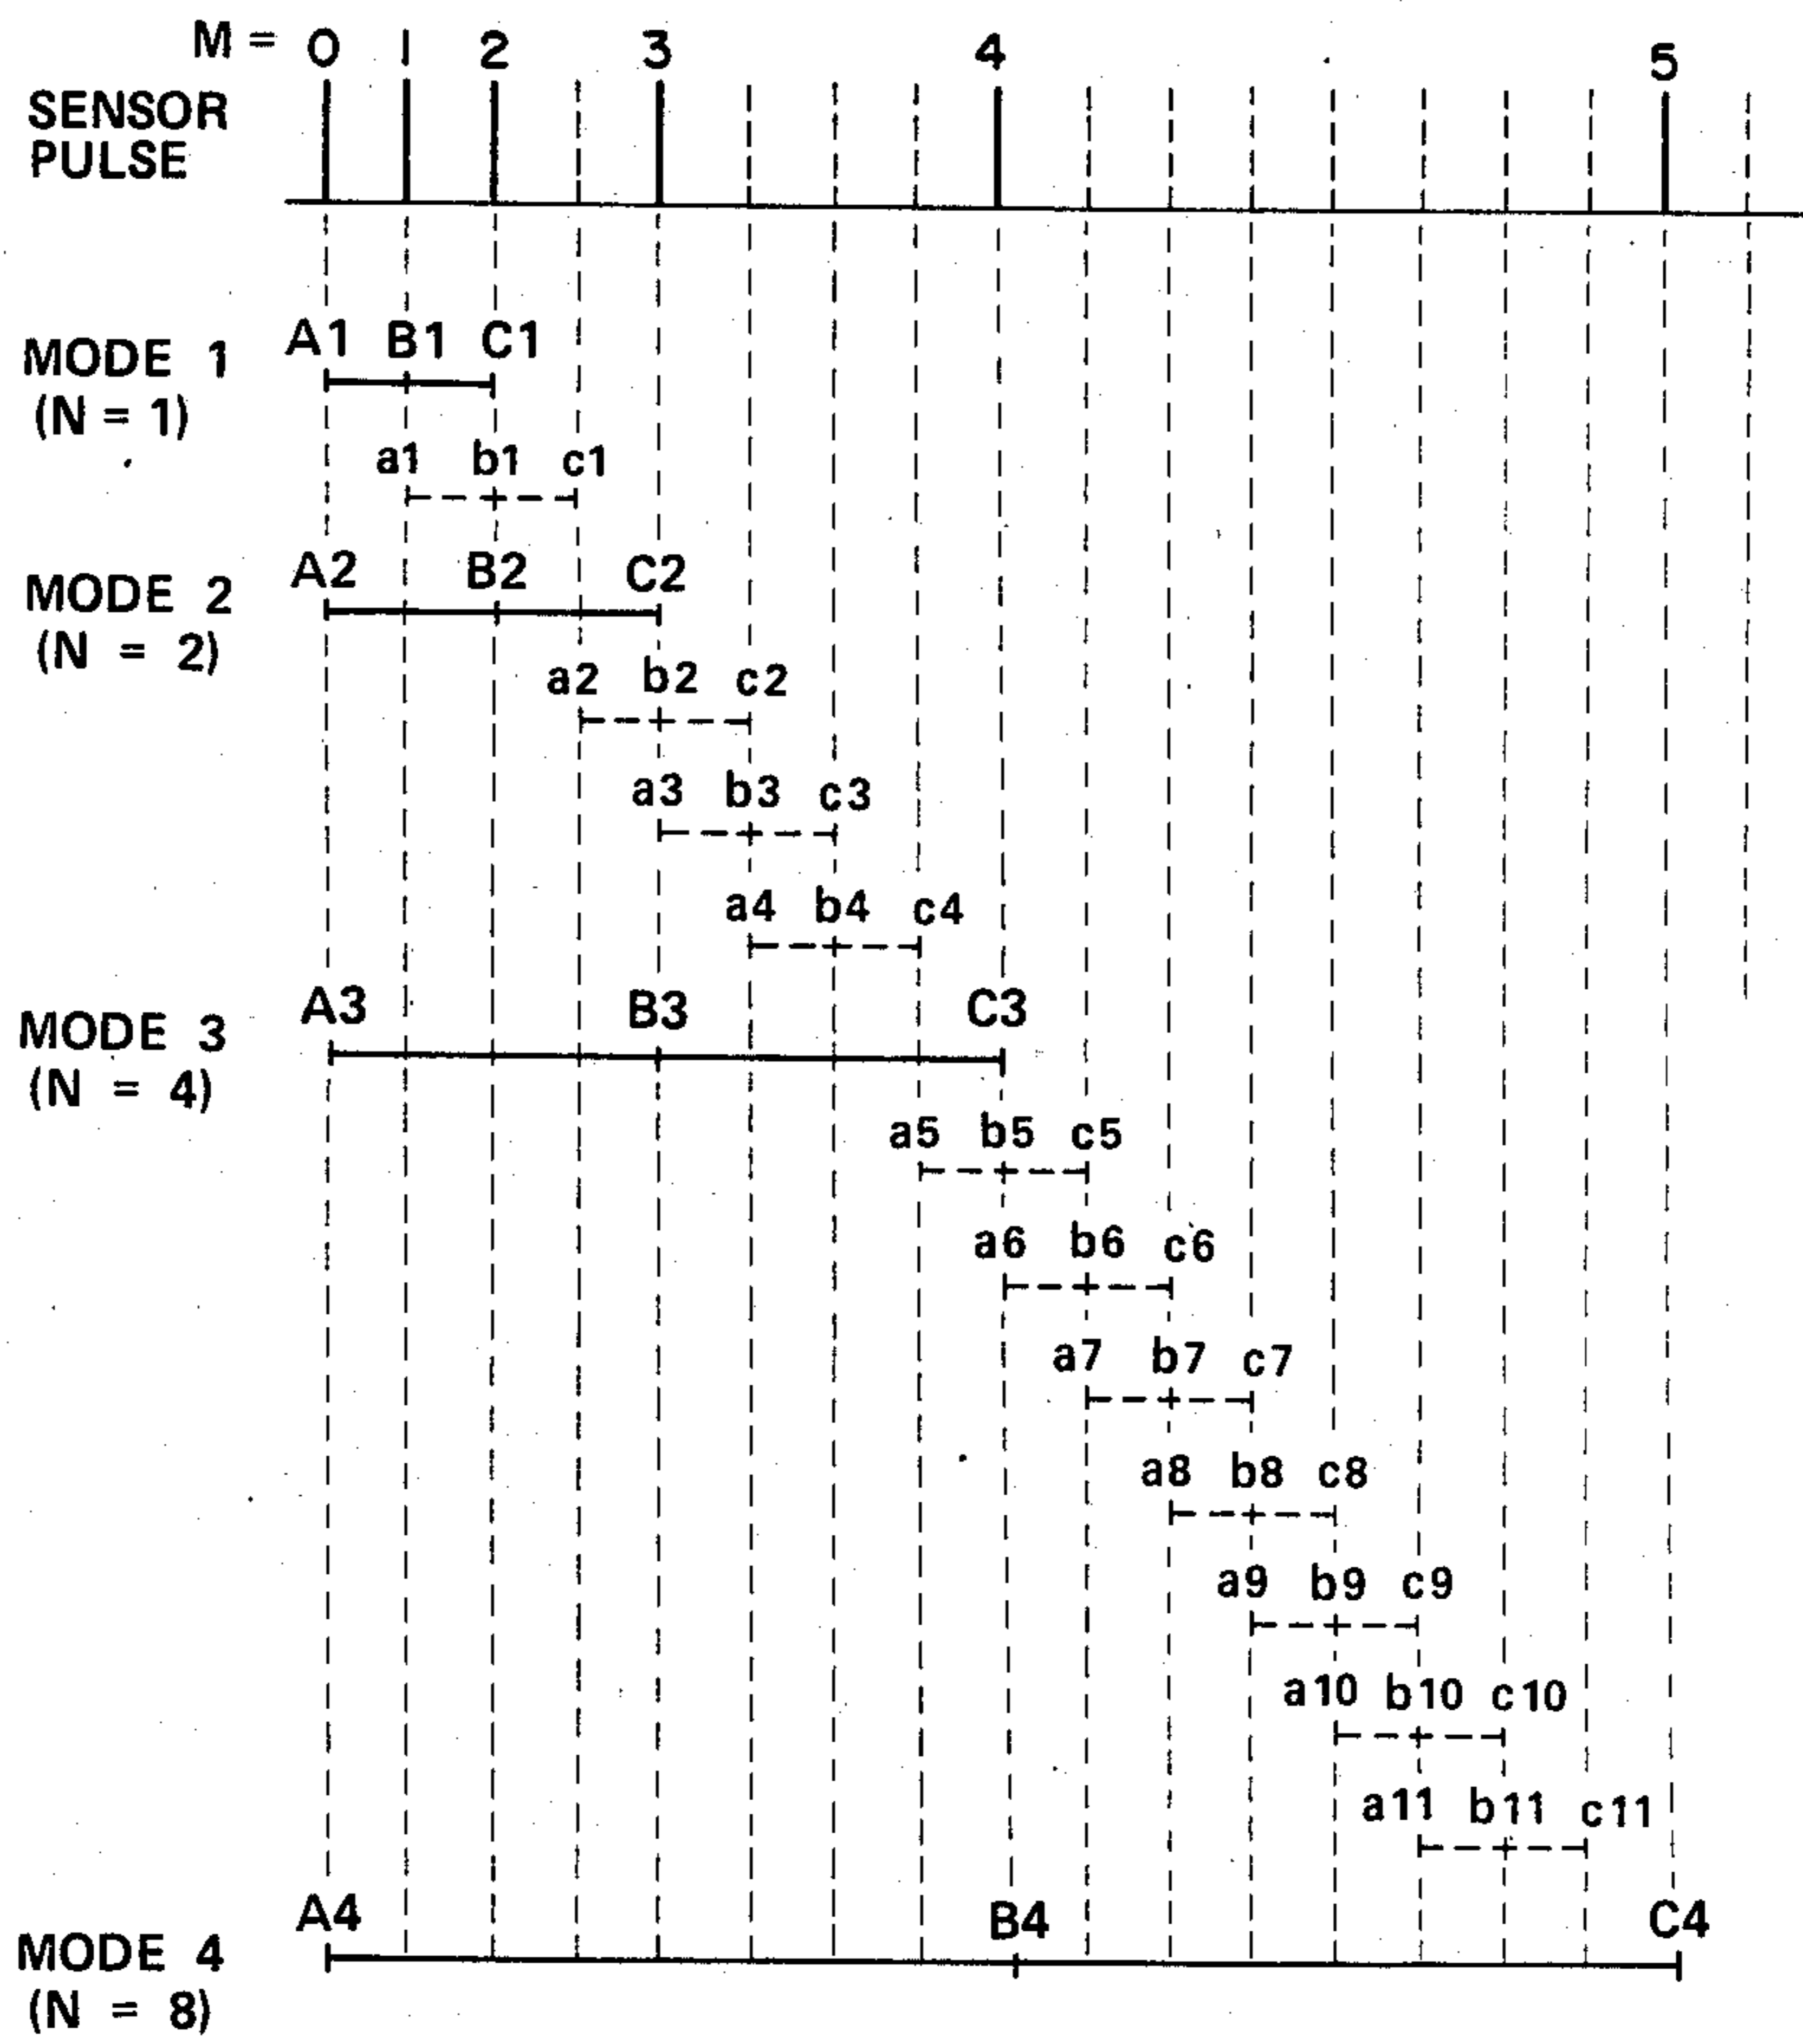 M = 0 1 2 3 4 5
SENSOR
PULSE
A1 B1 C1
MODE 1
(N = 1)
a1 b1 c1
A2 B2 C2
MODE 2
(N = 2)
a2 b2 c2
a3 b3 c3
a4 b4 c4
A3 B3 C3
MODE 3
(N = 4)
a5 b5 c5
a6 b6 c6
a7 b7 c7
a8 b8 c8
a9 b9 c9
a10 b10 c10
a11 b11 c11
A4 B4 C4
MODE 4
(N = 8)